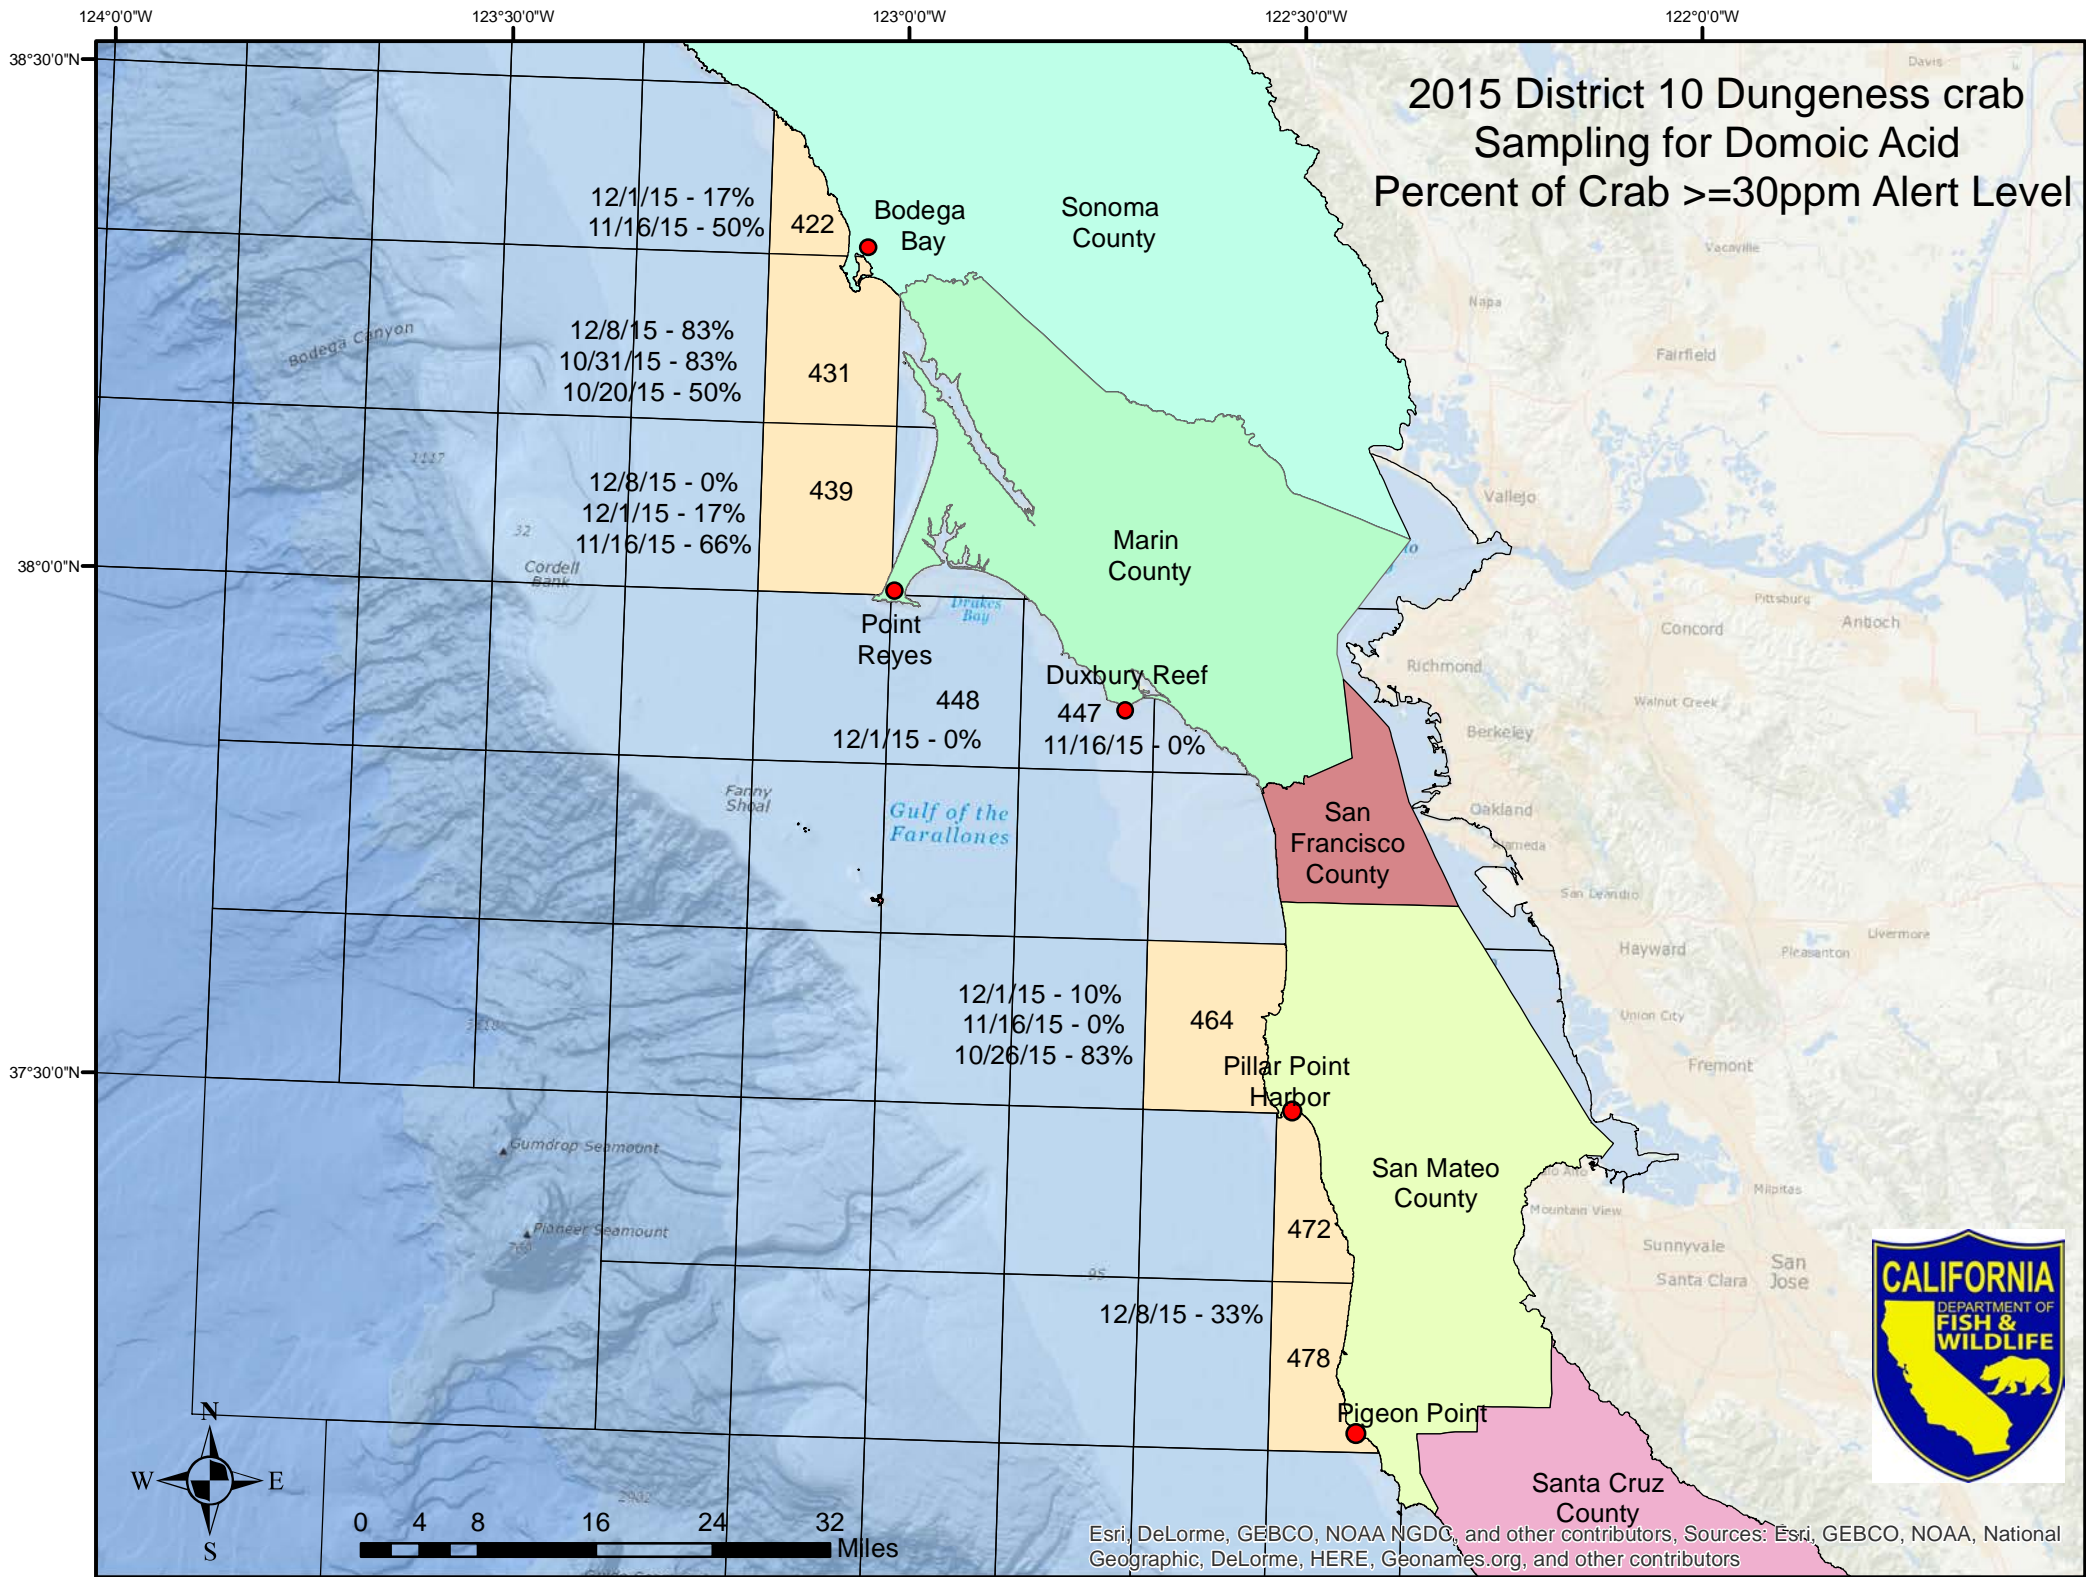 124°0'0"W
123°30'0"W
123°0'0"W
122°30'0"W
122°0'0"W
38°30'0"N
38°0'0"N
37°30'0"N
2015 District 10 Dungeness crab
Sampling for Domoic Acid
Percent of Crab >=30ppm Alert Level
Davis
Vacaville
Napa
Fairfield
Vallejo
Pittsburg
Antioch
Concord
Richmond
Walnut Creek
Berkeley
Oakland
Alameda
San Leandro
Hayward
Livermore
Pleasanton
Union City
Fremont
Milpitas
Mountain View
Sunnyvale
Santa Clara
San
Jose
12/1/15 - 17%
11/16/15 - 50%
422
Bodega
Bay
Sonoma
County
Bodega Canyon
12/8/15 - 83%
10/31/15 - 83%
10/20/15 - 50%
431
1117
12/8/15 - 0%
12/1/15 - 17%
11/16/15 - 66%
439
32
Cordell
Bank
Marin
County
Drakes
Bay
Point
Reyes
448
12/1/15 - 0%
Duxbury Reef
447
11/16/15 - 0%
Fanny
Shoal
Gulf of the
Farallones
San
Francisco
County
12/1/15 - 10%
11/16/15 - 0%
10/26/15 - 83%
464
Pillar Point
Harbor
Gumdrop Seamount
Pioneer Seamount
San Mateo
County
472
95
12/8/15 - 33%
478
Pigeon Point
Santa Cruz
County
CALIFORNIA
DEPARTMENT OF
FISH &
WILDLIFE
N
W
E
S
0 4 8 16 24 32
Miles
Esri, DeLorme, GEBCO, NOAA NGDC, and other contributors, Sources: Esri, GEBCO, NOAA, National
Geographic, DeLorme, HERE, Geonames.org, and other contributors